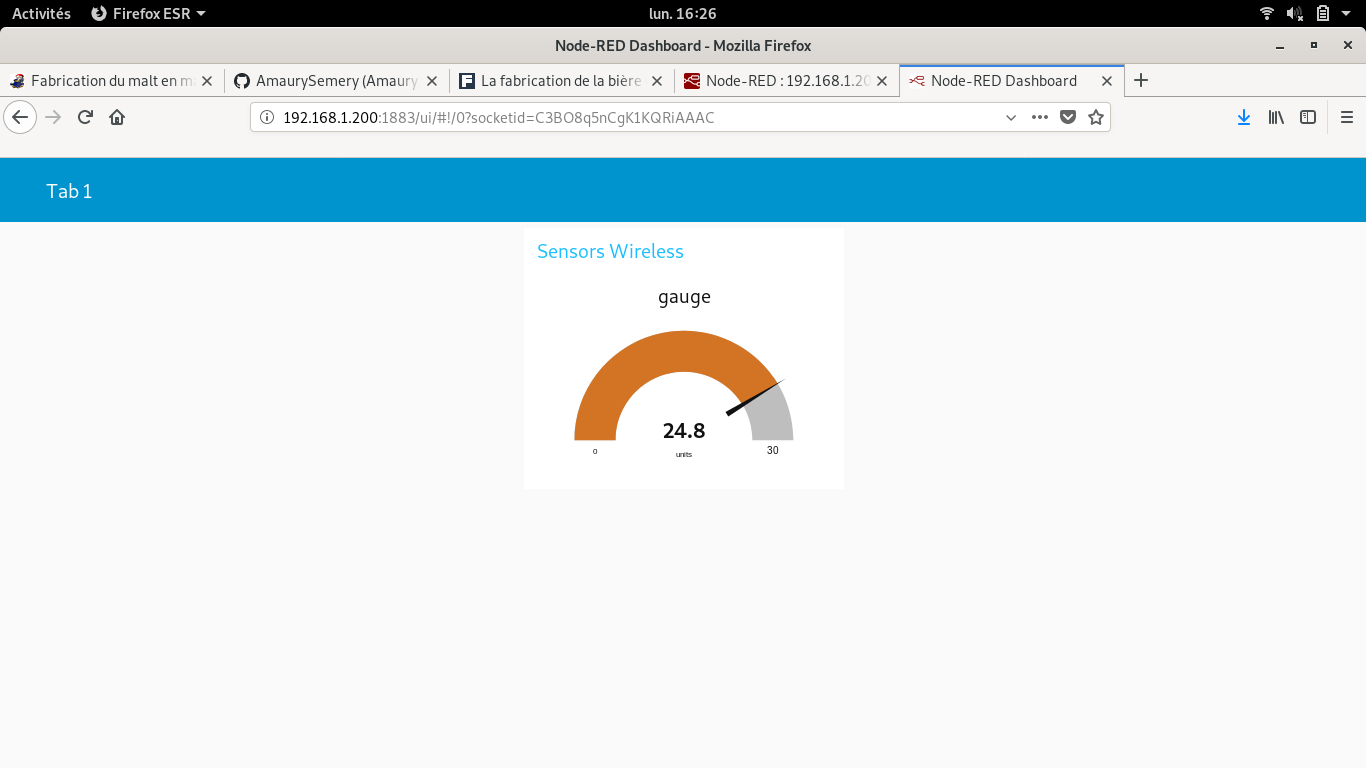 Activités Firefox ESR lun. 16:26
Node-RED Dashboard - Mozilla Firefox
Fabrication du malt en ma AmaurySemery (Amaury La fabrication de la bière Node-RED : 192.168.1.20 Node-RED Dashboard
192.168.1.200:1883/ui/#!/0?socketid=C3BO8q5nCgK1KQRiAAAC
Tab 1
Sensors Wireless
gauge
24.8
0 units 30